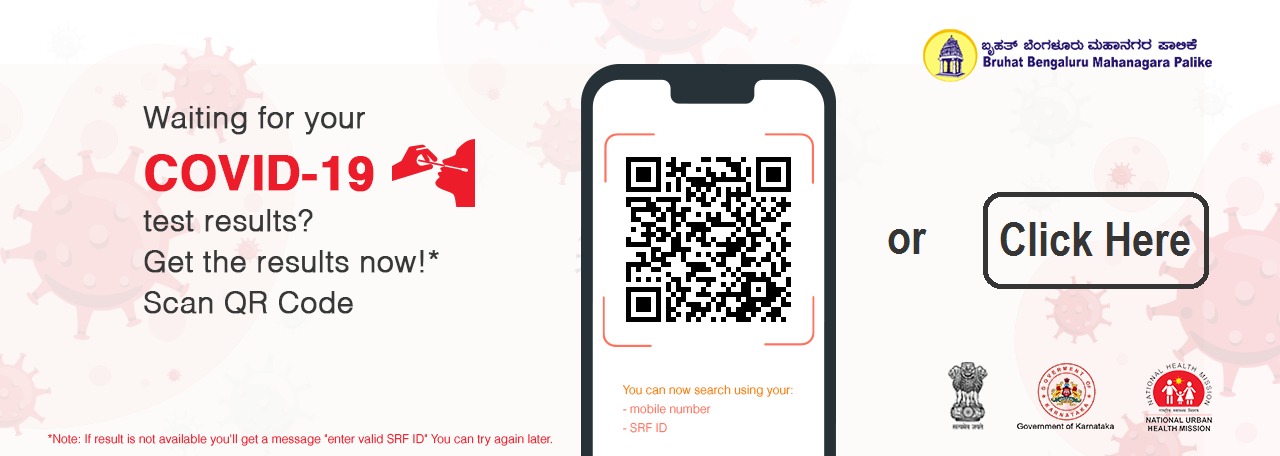 ಬೃಹತ್ ಬೆಂಗಳೂರು ಮಹಾನಗರ ಪಾಲಿಕೆ
Bruhat Bengaluru Mahanagara Palike
Waiting for your
COVID-19
test results?
Get the results now!*
Scan QR Code
or
Click Here
You can now search using your:
- mobile number
- SRF ID
*Note: If result is not available you'll get a message "enter valid SRF ID" You can try again later.
सत्यमेव जयते
GOVERNMENT OF KARNATAKA
Government of Karnataka
NATIONAL HEALTH MISSION
NATIONAL URBAN
HEALTH MISSION